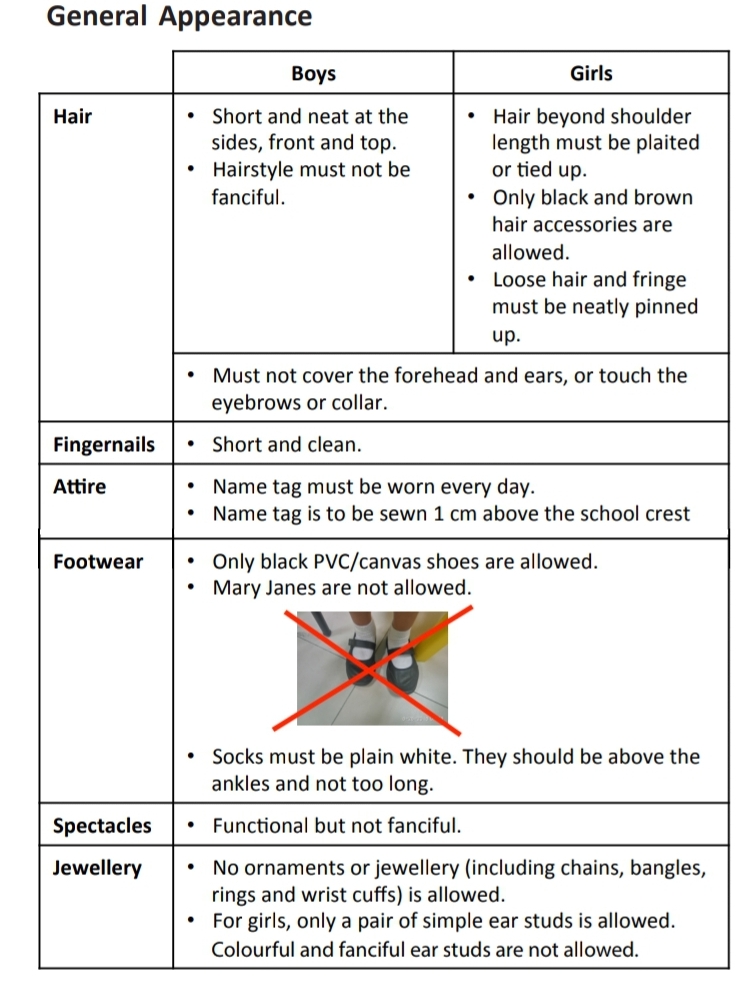 General Appearance
Boys
Girls
Hair
• Short and neat at the
sides, front and top.
• Hairstyle must not be
fanciful.
• Hair beyond shoulder
length must be plaited
or tied up.
• Only black and brown
hair accessories are
allowed.
• Loose hair and fringe
must be neatly pinned
up.
• Must not cover the forehead and ears, or touch the
eyebrows or collar.
Fingernails
• Short and clean.
Attire
• Name tag must be worn every day.
• Name tag is to be sewn 1 cm above the school crest
Footwear
• Only black PVC/canvas shoes are allowed.
• Mary Janes are not allowed.
• Socks must be plain white. They should be above the
ankles and not too long.
Spectacles
• Functional but not fanciful.
Jewellery
• No ornaments or jewellery (including chains, bangles,
rings and wrist cuffs) is allowed.
• For girls, only a pair of simple ear studs is allowed.
Colourful and fanciful ear studs are not allowed.